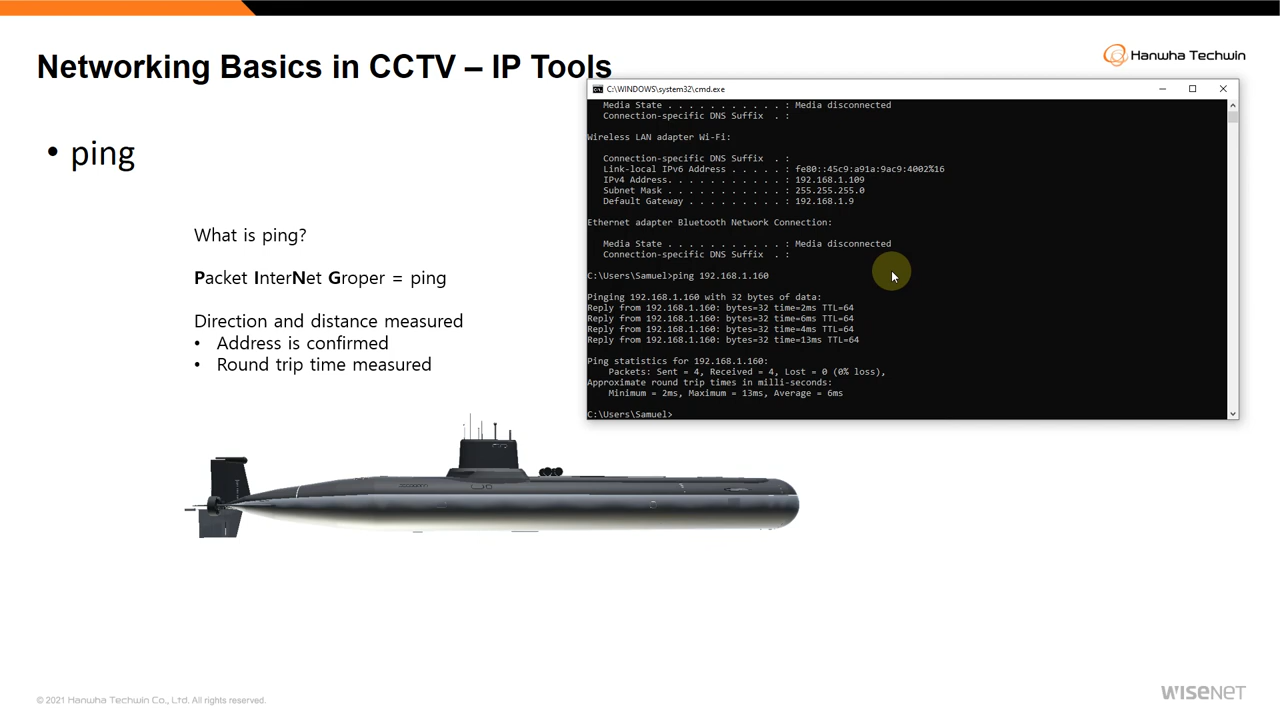 Networking Basics in CCTV – IP Tools
Hanwha Techwin
• ping
What is ping?
Packet InterNet Groper = ping
Direction and distance measured
• Address is confirmed
• Round trip time measured
C:\WINDOWS\system32\cmd.exe
Media State . . . . . . . . . . . : Media disconnected
Connection-specific DNS Suffix . :
Wireless LAN adapter Wi-Fi:
Connection-specific DNS Suffix . :
Link-local IPv6 Address . . . . . : fe80::45c9:a91a:9ac9:4002%16
IPv4 Address. . . . . . . . . . . : 192.168.1.109
Subnet Mask . . . . . . . . . . . : 255.255.255.0
Default Gateway . . . . . . . . . : 192.168.1.9
Ethernet adapter Bluetooth Network Connection:
Media State . . . . . . . . . . . : Media disconnected
Connection-specific DNS Suffix . :
C:\Users\Samuel>ping 192.168.1.160
Pinging 192.168.1.160 with 32 bytes of data:
Reply from 192.168.1.160: bytes=32 time=2ms TTL=64
Reply from 192.168.1.160: bytes=32 time=6ms TTL=64
Reply from 192.168.1.160: bytes=32 time=4ms TTL=64
Reply from 192.168.1.160: bytes=32 time=13ms TTL=64
Ping statistics for 192.168.1.160:
Packets: Sent = 4, Received = 4, Lost = 0 (0% loss),
Approximate round trip times in milli-seconds:
Minimum = 2ms, Maximum = 13ms, Average = 6ms
C:\Users\Samuel>
© 2021 Hanwha Techwin Co., Ltd. All rights reserved.
WISENET